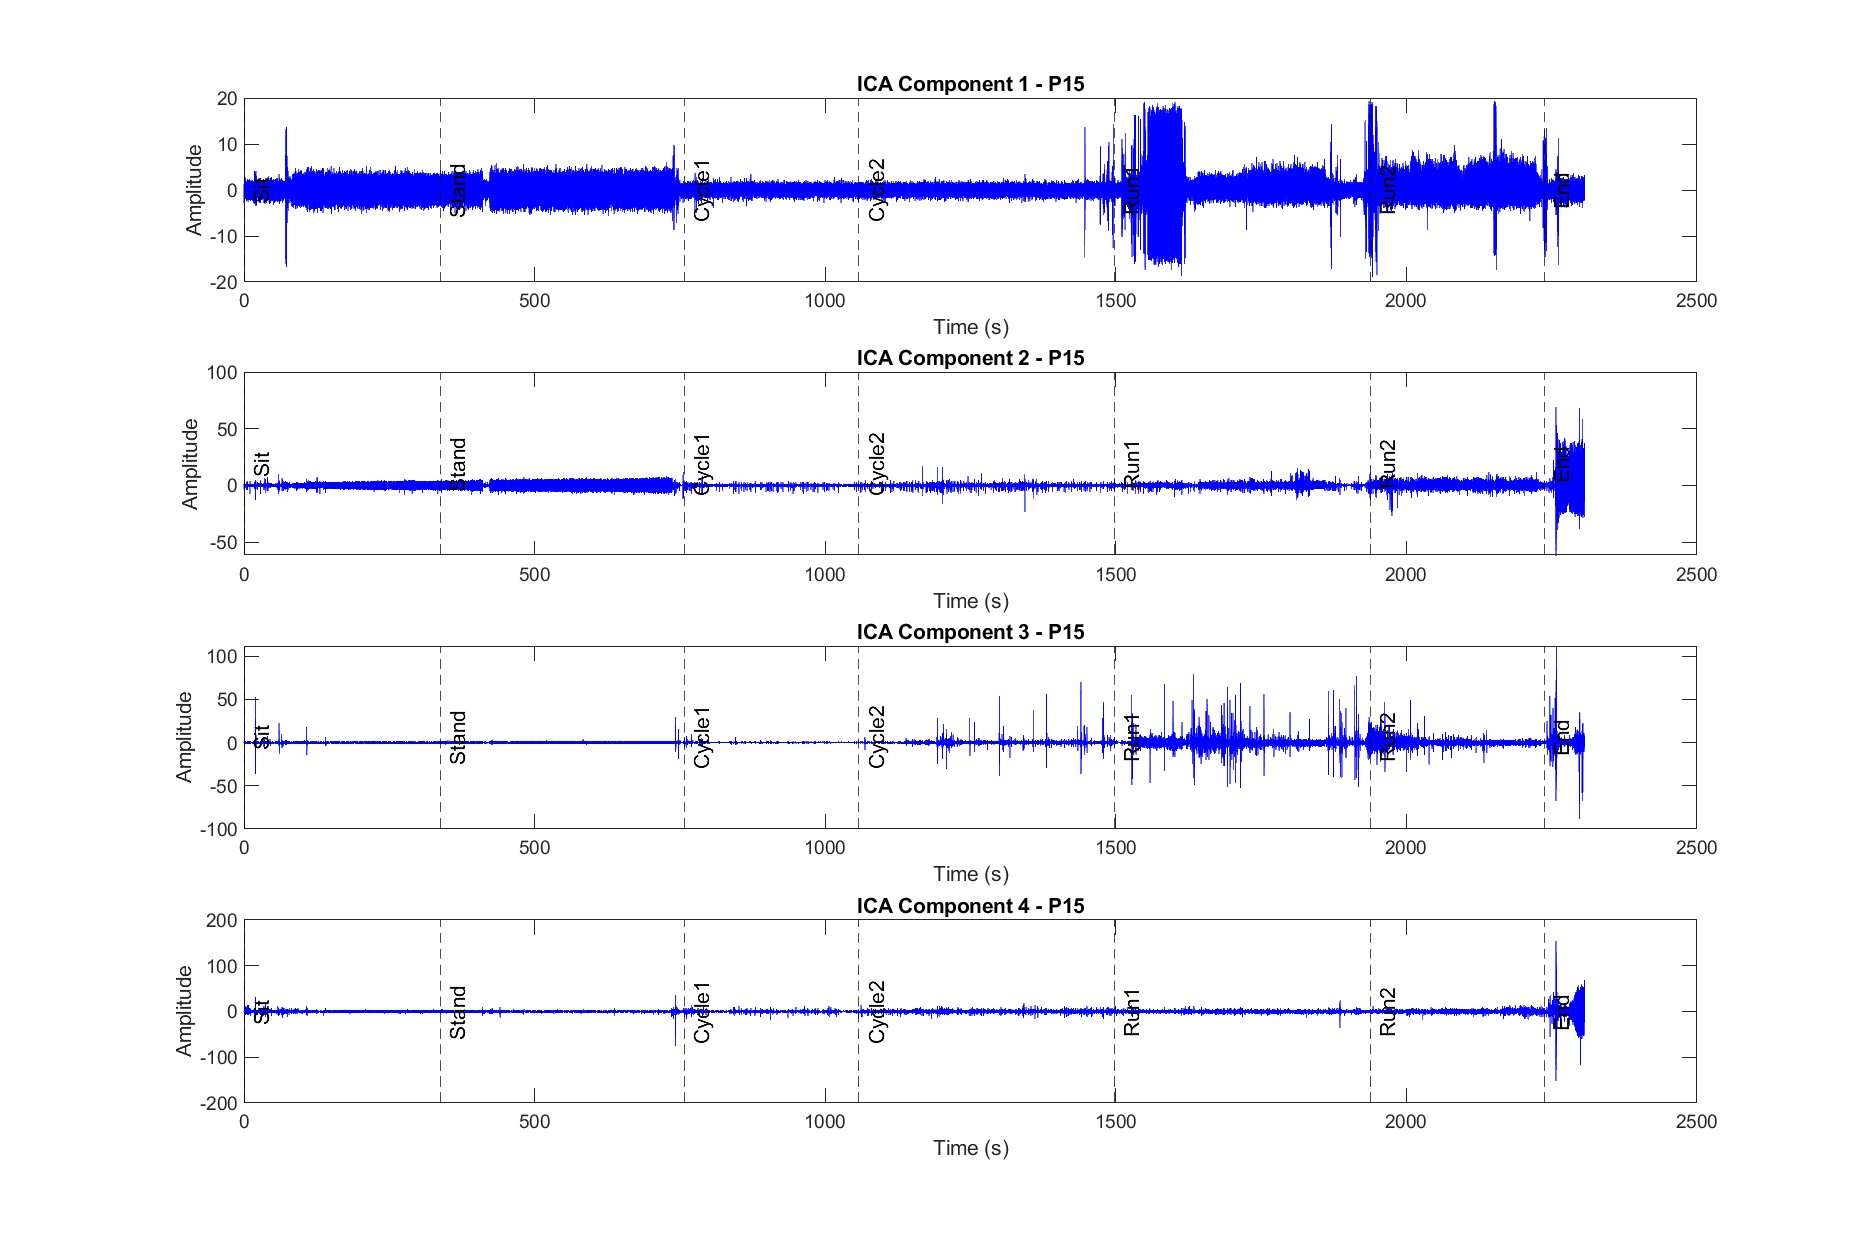 ICA Component 1 - P15
Amplitude
20
10
0
-10
-20
Sit
Stand
Cycle1
Cycle2
Run1
Run2
End
0 500 1000 1500 2000 2500
Time (s)
ICA Component 2 - P15
Amplitude
100
50
0
-50
Sit
Stand
Cycle1
Cycle2
Run1
Run2
End
0 500 1000 1500 2000 2500
Time (s)
ICA Component 3 - P15
Amplitude
100
50
0
-50
-100
Sit
Stand
Cycle1
Cycle2
Run1
Run2
End
0 500 1000 1500 2000 2500
Time (s)
ICA Component 4 - P15
Amplitude
200
100
0
-100
-200
Sit
Stand
Cycle1
Cycle2
Run1
Run2
End
0 500 1000 1500 2000 2500
Time (s)